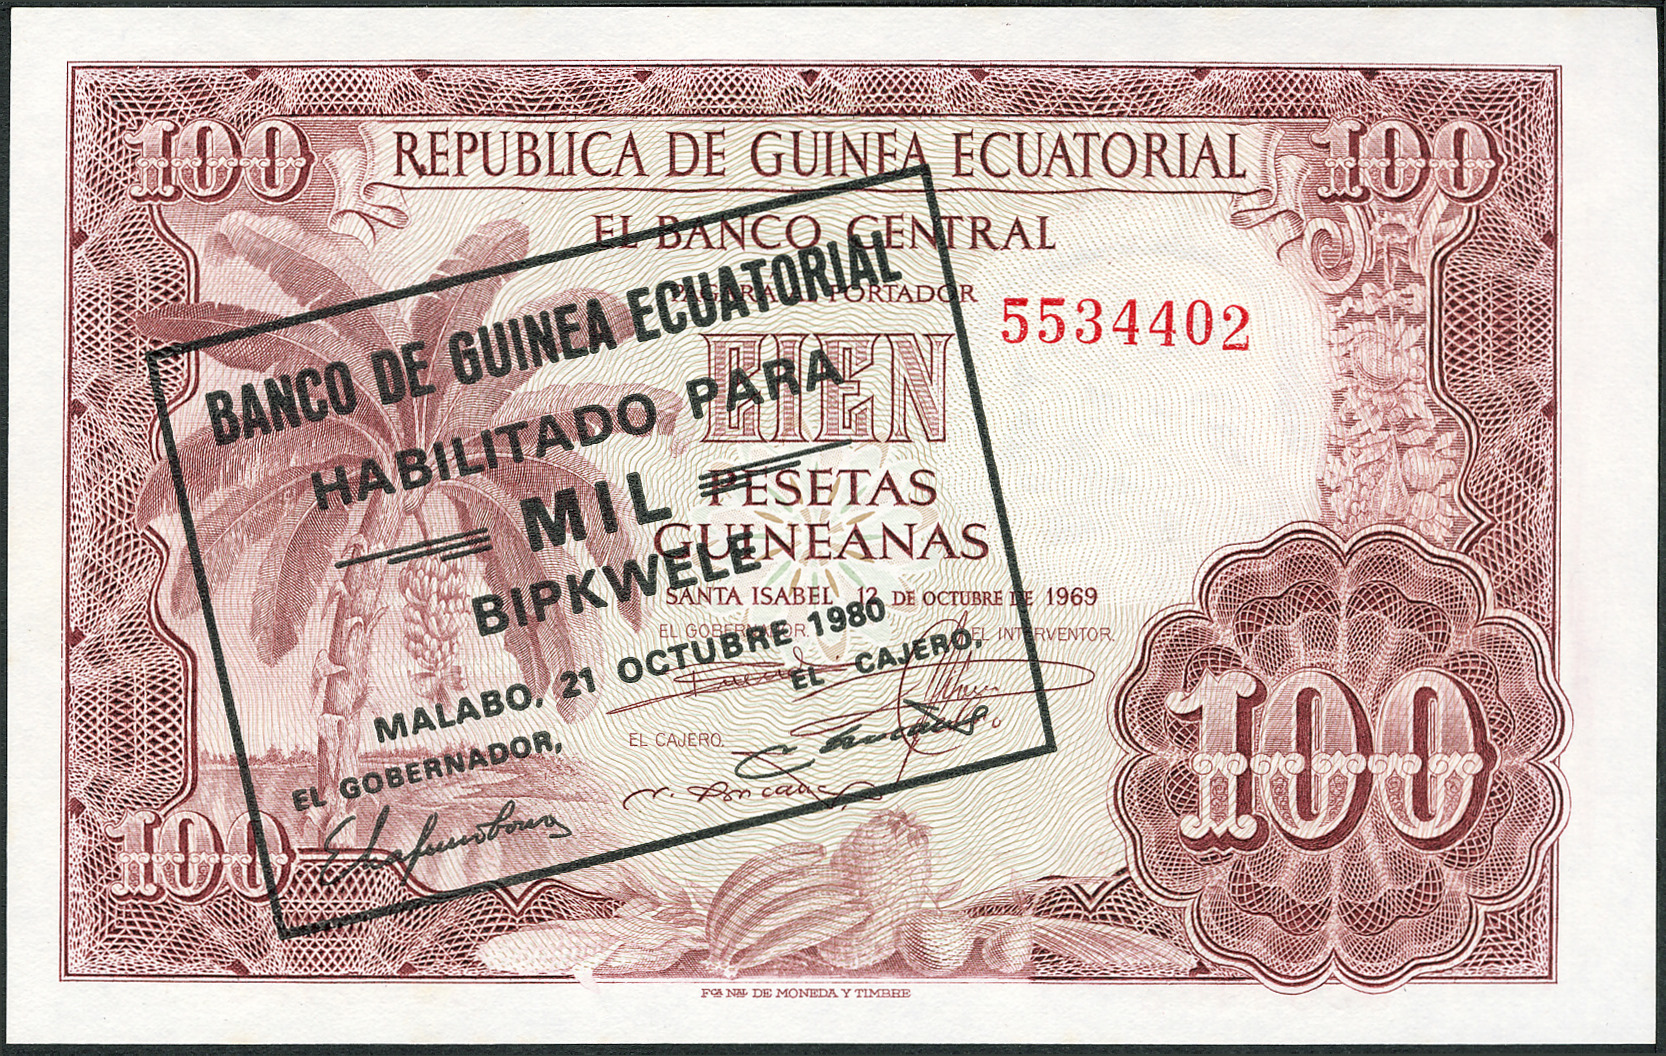 100 REPUBLICA DE GUINEA ECUATORIAL 100
EL BANCO CENTRAL
PAGARA AL PORTADOR
5534402
CIEN
PESETAS
GUINEANAS
SANTA ISABEL 12 DE OCTUBRE DE 1969
EL GOBERNADOR.
EL INTERVENTOR.
EL CAJERO.
BANCO DE GUINEA ECUATORIAL
HABILITADO PARA
MIL
BIPKWELE
MALABO, 21 OCTUBRE 1980
EL GOBERNADOR,
EL CAJERO,
100
100
FCA NAL DE MONEDA Y TIMBRE